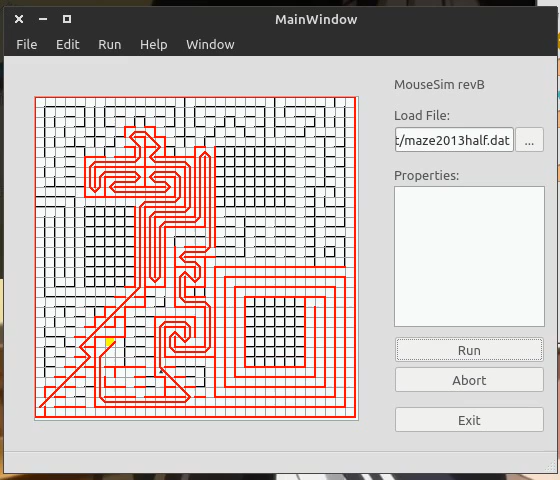 MainWindow
File Edit Run Help Window
MouseSim revB
Load File:
t/maze2013half.dat ...
Properties:
Run
Abort
Exit